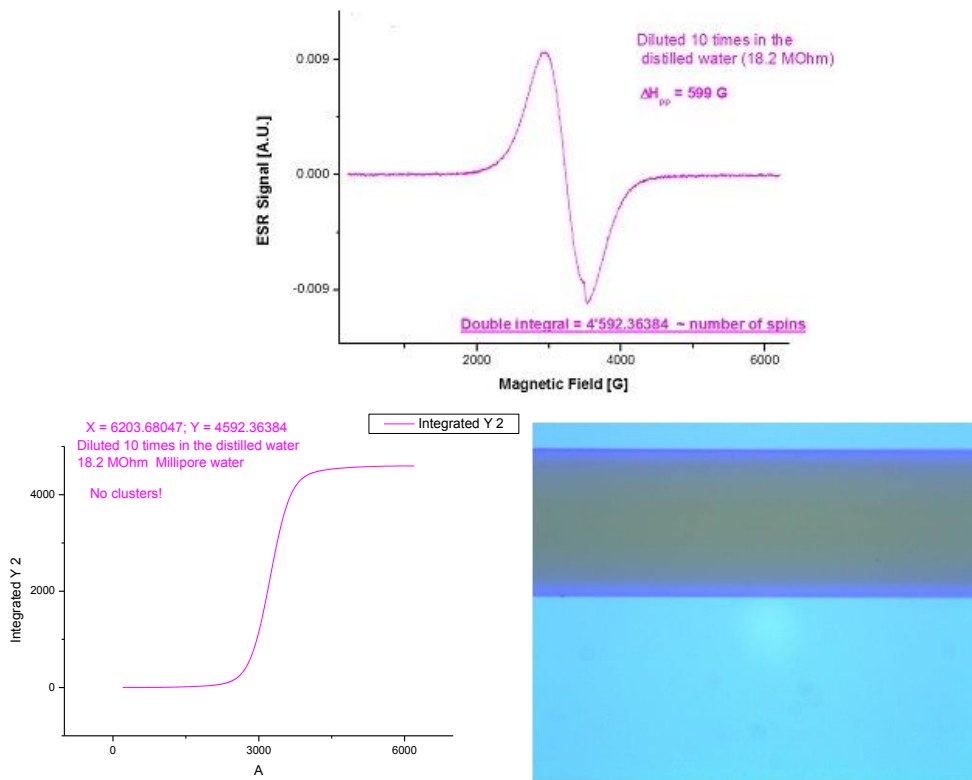 Diluted 10 times in the
distilled water (18.2 MOhm)
ΔHpp = 599 G
0.009
0.000
-0.009
ESR Signal [A.U.]
Double integral = 4'592.36384 ~ number of spins
2000
4000
6000
Magnetic Field [G]
X = 6203.68047; Y = 4592.36384
Integrated Y 2
Diluted 10 times in the distilled water
18.2 MOhm  Millipore water
No clusters!
4000
2000
0
Integrated Y 2
0
3000
6000
A